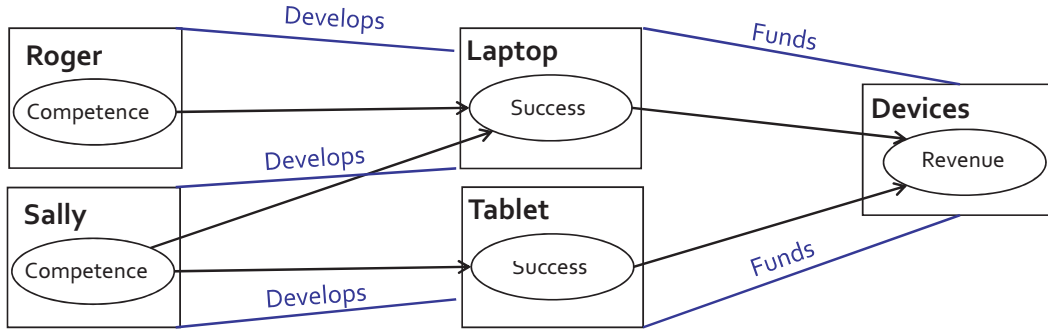 Develops
Roger
Competence
Laptop
Success
Funds
Devices
Revenue
Develops
Sally
Competence
Tablet
Success
Develops
Funds